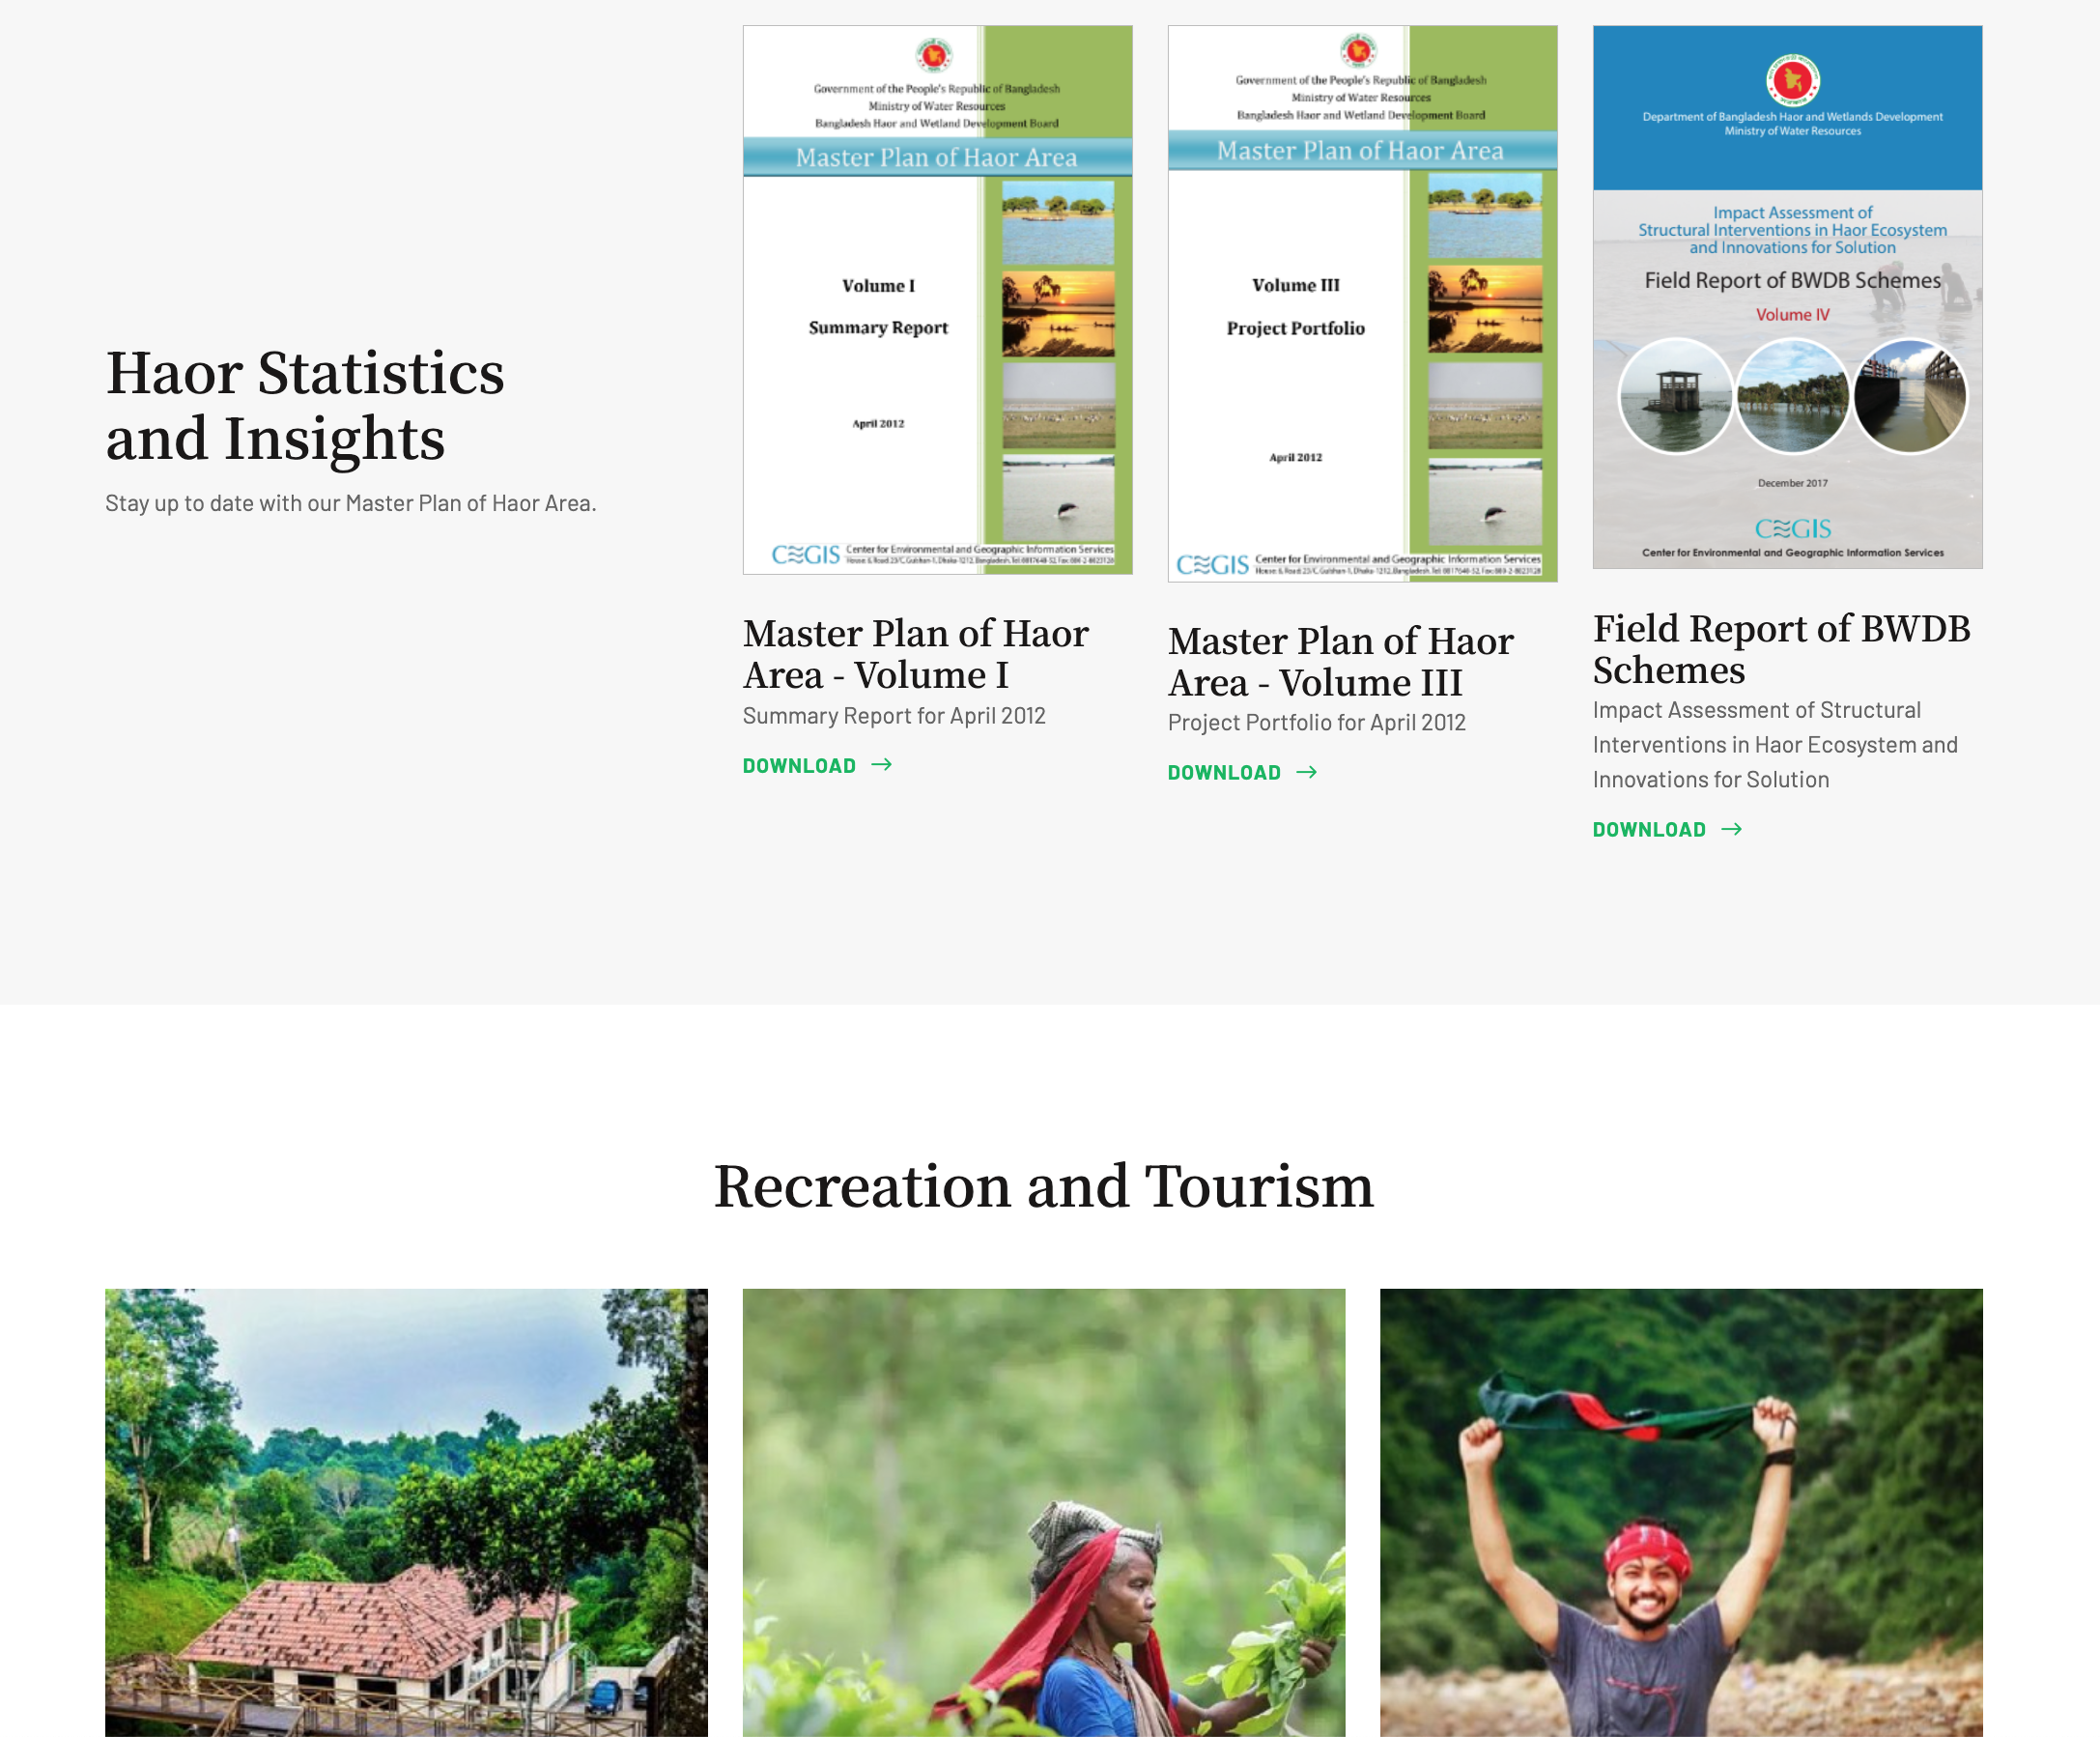 Haor Statistics
and Insights
Stay up to date with our Master Plan of Haor Area.
Government of the People's Republic of Bangladesh
Ministry of Water Resources
Bangladesh Haor and Wetland Development Board
Master Plan of Haor Area
Volume I
Summary Report
April 2012
CEGIS Center for Environmental and Geographic Information Services
Master Plan of Haor
Area - Volume I
Summary Report for April 2012
DOWNLOAD
Government of the People's Republic of Bangladesh
Ministry of Water Resources
Bangladesh Haor and Wetland Development Board
Master Plan of Haor Area
Volume III
Project Portfolio
April 2012
CEGIS Center for Environmental and Geographic Information Services
Master Plan of Haor
Area - Volume III
Project Portfolio for April 2012
DOWNLOAD
Department of Bangladesh Haor and Wetlands Development
Ministry of Water Resources
Impact Assessment of
Structural Interventions in Haor Ecosystem
and Innovations for Solution
Field Report of BWDB Schemes
Volume IV
December 2017
CEGIS
Center for Environmental and Geographic Information Services
Field Report of BWDB
Schemes
Impact Assessment of Structural
Interventions in Haor Ecosystem and
Innovations for Solution
DOWNLOAD
Recreation and Tourism